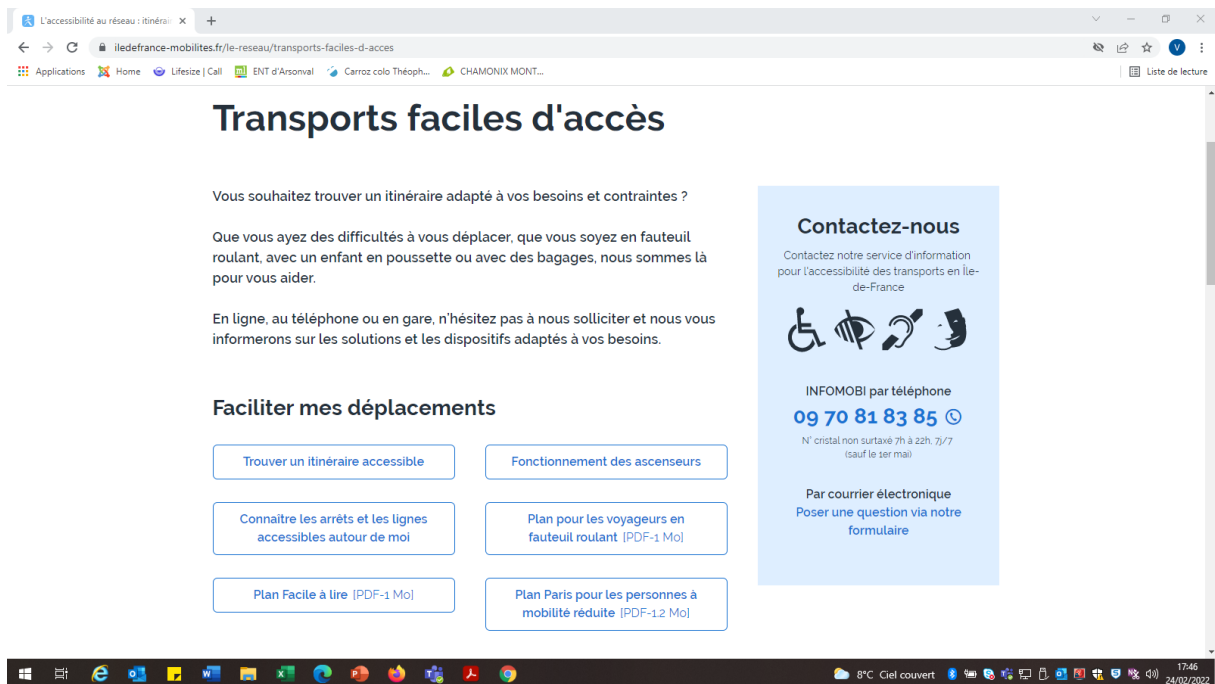 L'accessibilité au réseau : itinérai
iledefrance-mobilites.fr/le-reseau/transports-faciles-d-acces
V
Applications
Home
Lifesize | Call
ENT d'Arsonval
Carroz colo Théoph...
CHAMONIX MONT...
Liste de lecture
Transports faciles d'accès
Vous souhaitez trouver un itinéraire adapté à vos besoins et contraintes ?
Que vous ayez des difficultés à vous déplacer, que vous soyez en fauteuil
roulant, avec un enfant en poussette ou avec des bagages, nous sommes là
pour vous aider.
En ligne, au téléphone ou en gare, n'hésitez pas à nous solliciter et nous vous
informerons sur les solutions et les dispositifs adaptés à vos besoins.
Faciliter mes déplacements
Trouver un itinéraire accessible
Fonctionnement des ascenseurs
Connaître les arrêts et les lignes
accessibles autour de moi
Plan pour les voyageurs en
fauteuil roulant [PDF-1 Mo]
Plan Facile à lire [PDF-1 Mo]
Plan Paris pour les personnes à
mobilité réduite [PDF-1.2 Mo]
Contactez-nous
Contactez notre service d'information
pour l'accessibilité des transports en Île-
de-France
INFOMOBI par téléphone
09 70 81 83 85
N° cristal non surtaxé 7h à 22h, 7j/7
(sauf le 1er mai)
Par courrier électronique
Poser une question via notre
formulaire
8°C Ciel couvert
17:46
24/02/2022